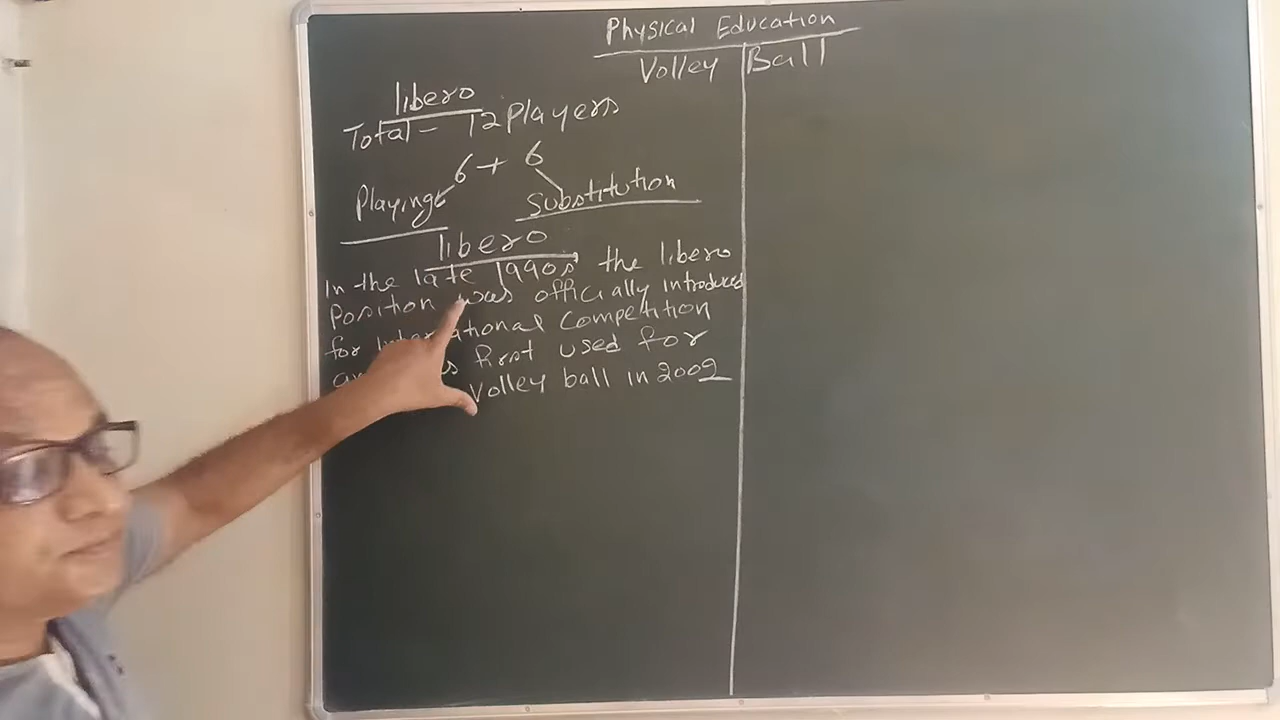 Physical Education
Volley Ball
libero
Total - 12 Players
6 + 6
Playing
Substitution
libero
In the late 1990s the libero
Position was officially introduced
for International Competition
first used for
Volley ball in 2009